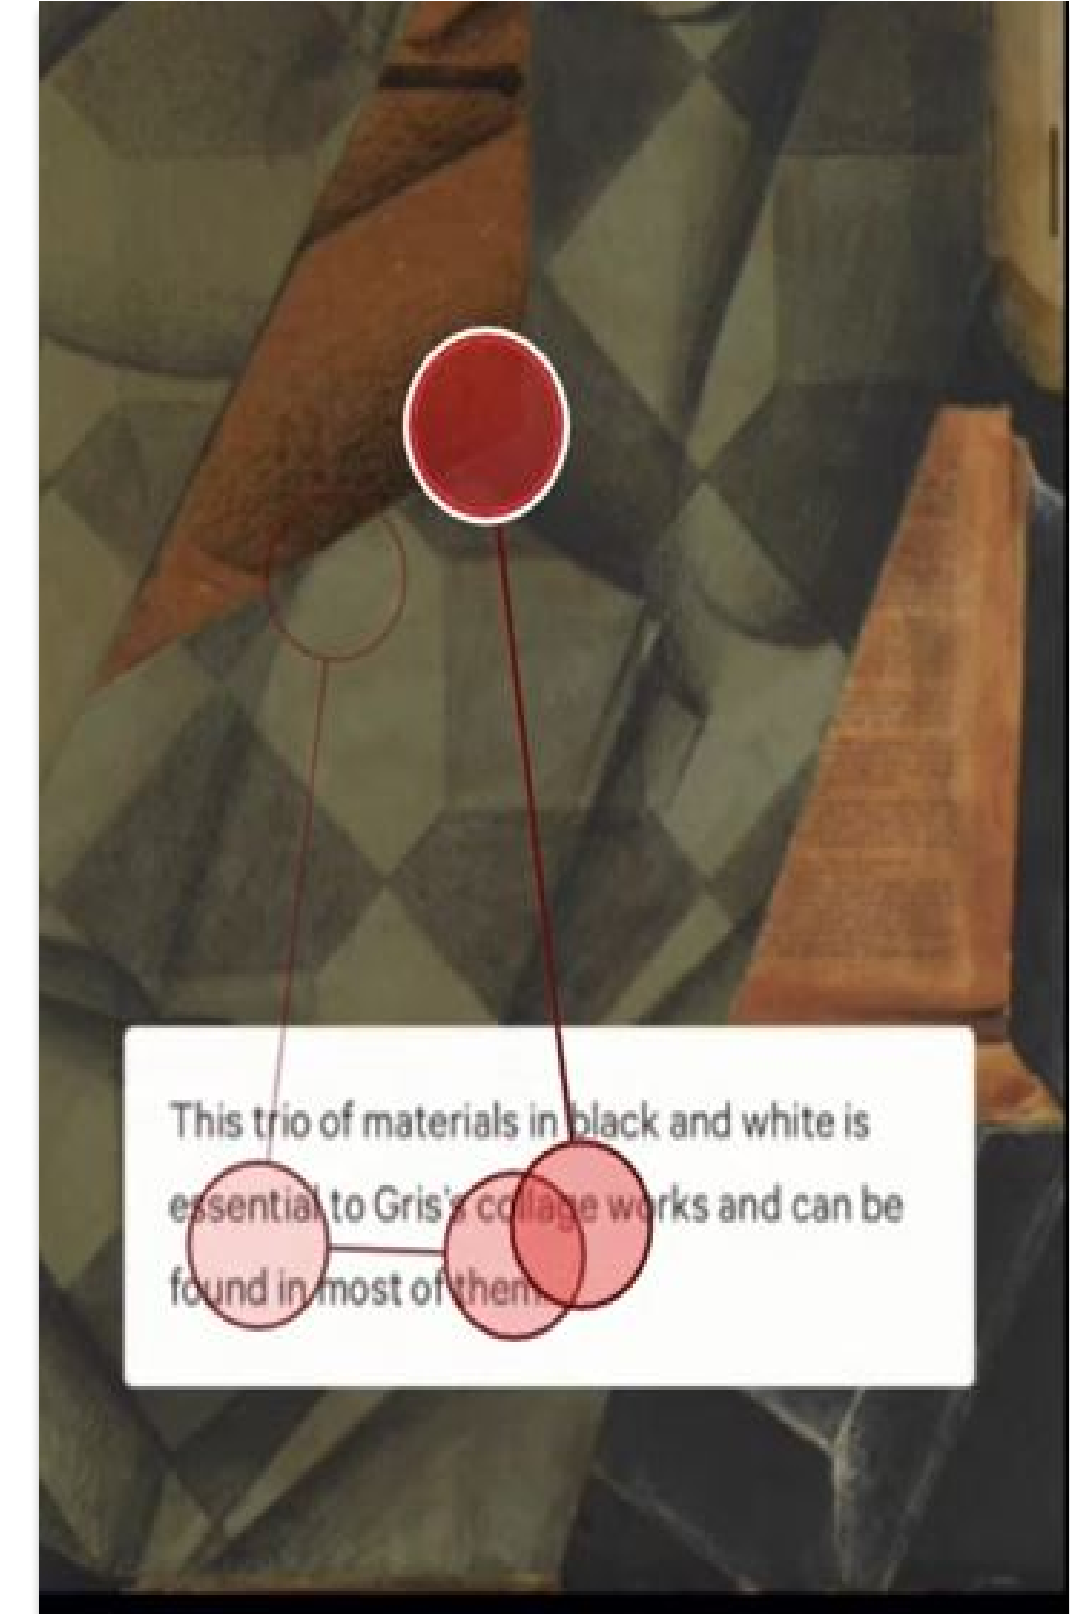 This trio of materials in black and white is
essential to Gris's collage works and can be
found in most of them.